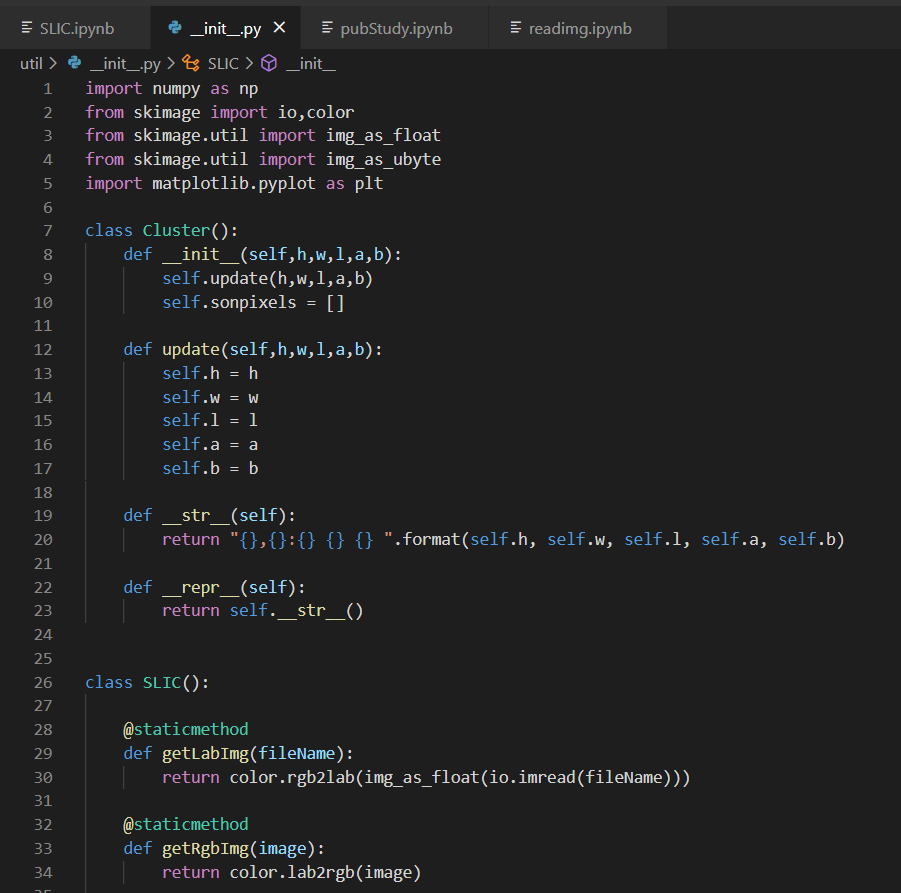 SLIC.ipynb __init__.py pubStudy.ipynb readimg.ipynb
util > __init__.py > SLIC > __init__
1 import numpy as np
2 from skimage import io,color
3 from skimage.util import img_as_float
4 from skimage.util import img_as_ubyte
5 import matplotlib.pyplot as plt
6
7 class Cluster():
8     def __init__(self,h,w,l,a,b):
9         self.update(h,w,l,a,b)
10         self.sonpixels = []
11
12     def update(self,h,w,l,a,b):
13         self.h = h
14         self.w = w
15         self.l = l
16         self.a = a
17         self.b = b
18
19     def __str__(self):
20         return "{},{}:{} {} {} ".format(self.h, self.w, self.l, self.a, self.b)
21
22     def __repr__(self):
23         return self.__str__()
24
25
26 class SLIC():
27
28     @staticmethod
29     def getLabImg(fileName):
30         return color.rgb2lab(img_as_float(io.imread(fileName)))
31
32     @staticmethod
33     def getRgbImg(image):
34         return color.lab2rgb(image)